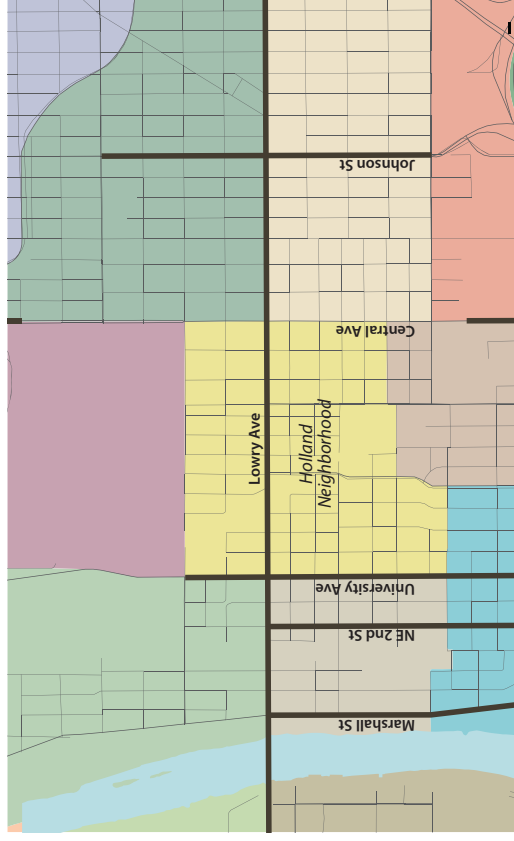 Johnson St
Central Ave
Lowry Ave
Holland
Neighborhood
University Ave
NE 2nd St
Marshall St